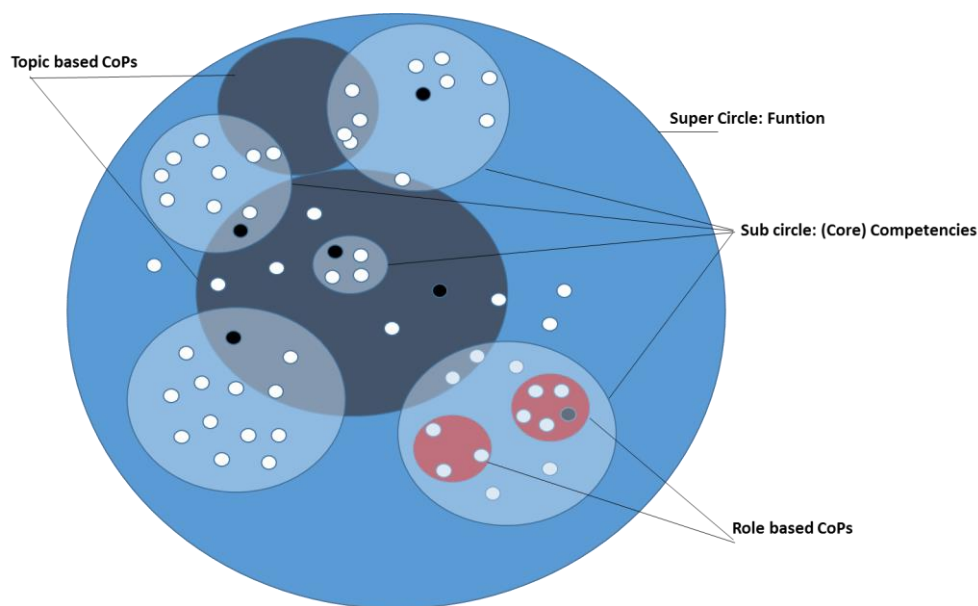 Topic based CoPs
Super Circle: Funtion
Sub circle: (Core) Competencies
Role based CoPs